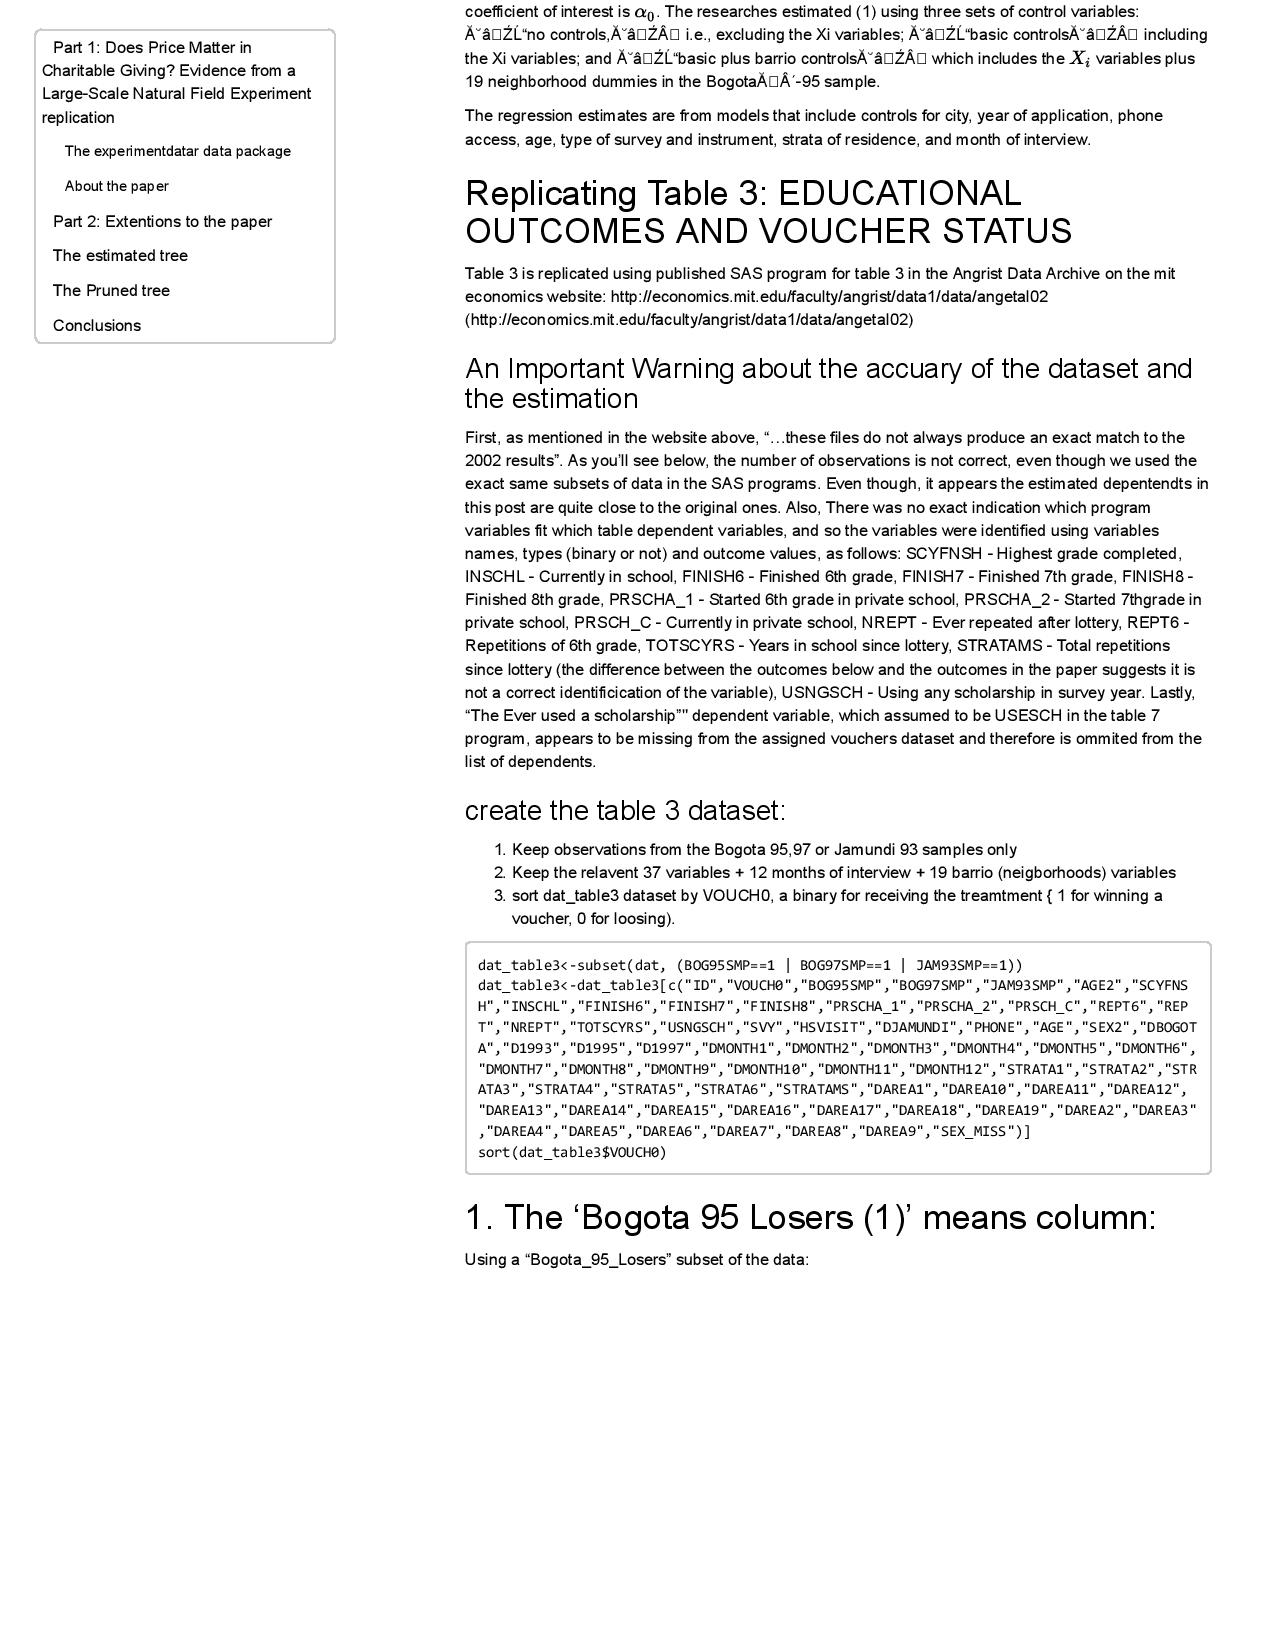 Part 1: Does Price Matter in
Charitable Giving? Evidence from a
Large-Scale Natural Field Experiment
replication
The experimentdatar data package
About the paper
Part 2: Extentions to the paper
The estimated tree
The Pruned tree
Conclusions
coefficient of interest is α₀. The researches estimated (1) using three sets of control variables:
Ă˘â□ŹĹ“no controls,Ă˘â□ŹÂ□ i.e., excluding the Xi variables; Ă˘â□ŹĹ“basic controlsĂ˘â□ŹÂ□ including
the Xi variables; and Ă˘â□ŹĹ“basic plus barrio controlsĂ˘â□ŹÂ□ which includes the Xᵢ variables plus
19 neighborhood dummies in the BogotaĂ□Â´-95 sample.
The regression estimates are from models that include controls for city, year of application, phone
access, age, type of survey and instrument, strata of residence, and month of interview.
Replicating Table 3: EDUCATIONAL
OUTCOMES AND VOUCHER STATUS
Table 3 is replicated using published SAS program for table 3 in the Angrist Data Archive on the mit
economics website: http://economics.mit.edu/faculty/angrist/data1/data/angetal02
(http://economics.mit.edu/faculty/angrist/data1/data/angetal02)
An Important Warning about the accuary of the dataset and
the estimation
First, as mentioned in the website above, “…these files do not always produce an exact match to the
2002 results”. As you’ll see below, the number of observations is not correct, even though we used the
exact same subsets of data in the SAS programs. Even though, it appears the estimated depentendts in
this post are quite close to the original ones. Also, There was no exact indication which program
variables fit which table dependent variables, and so the variables were identified using variables
names, types (binary or not) and outcome values, as follows: SCYFNSH - Highest grade completed,
INSCHL - Currently in school, FINISH6 - Finished 6th grade, FINISH7 - Finished 7th grade, FINISH8 -
Finished 8th grade, PRSCHA_1 - Started 6th grade in private school, PRSCHA_2 - Started 7thgrade in
private school, PRSCH_C - Currently in private school, NREPT - Ever repeated after lottery, REPT6 -
Repetitions of 6th grade, TOTSCYRS - Years in school since lottery, STRATAMS - Total repetitions
since lottery (the difference between the outcomes below and the outcomes in the paper suggests it is
not a correct identificication of the variable), USNGSCH - Using any scholarship in survey year. Lastly,
“The Ever used a scholarship”" dependent variable, which assumed to be USESCH in the table 7
program, appears to be missing from the assigned vouchers dataset and therefore is ommited from the
list of dependents.
create the table 3 dataset:
1. Keep observations from the Bogota 95,97 or Jamundi 93 samples only
2. Keep the relavent 37 variables + 12 months of interview + 19 barrio (neigborhoods) variables
3. sort dat_table3 dataset by VOUCH0, a binary for receiving the treamtment { 1 for winning a
voucher, 0 for loosing).
dat_table3<-subset(dat, (BOG95SMP==1 | BOG97SMP==1 | JAM93SMP==1))
dat_table3<-dat_table3[c("ID","VOUCH0","BOG95SMP","BOG97SMP","JAM93SMP","AGE2","SCYFNS
H","INSCHL","FINISH6","FINISH7","FINISH8","PRSCHA_1","PRSCHA_2","PRSCH_C","REPT6","REP
T","NREPT","TOTSCYRS","USNGSCH","SVY","HSVISIT","DJAMUNDI","PHONE","AGE","SEX2","DBOGOT
A","D1993","D1995","D1997","DMONTH1","DMONTH2","DMONTH3","DMONTH4","DMONTH5","DMONTH6",
"DMONTH7","DMONTH8","DMONTH9","DMONTH10","DMONTH11","DMONTH12","STRATA1","STRATA2","STR
ATA3","STRATA4","STRATA5","STRATA6","STRATAMS","DAREA1","DAREA10","DAREA11","DAREA12",
"DAREA13","DAREA14","DAREA15","DAREA16","DAREA17","DAREA18","DAREA19","DAREA2","DAREA3"
,"DAREA4","DAREA5","DAREA6","DAREA7","DAREA8","DAREA9","SEX_MISS")]
sort(dat_table3$VOUCH0)
1. The ‘Bogota 95 Losers (1)’ means column:
Using a “Bogota_95_Losers” subset of the data: